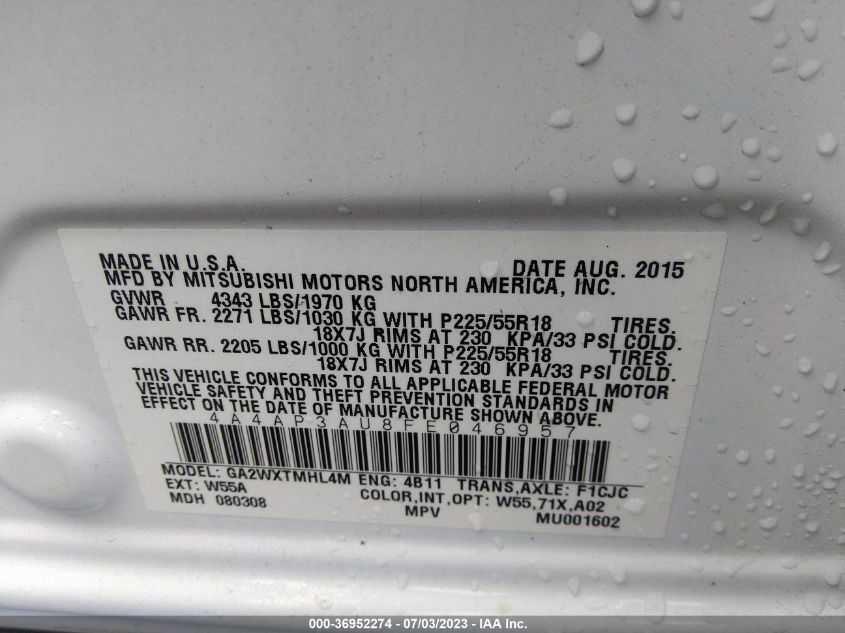 MADE IN U.S.A. DATE AUG. 2015
MFD BY MITSUBISHI MOTORS NORTH AMERICA, INC.
GVWR 4343 LBS/1970 KG
GAWR FR. 2271 LBS/1030 KG WITH P225/55R18 TIRES.
18X7J RIMS AT 230 KPA/33 PSI COLD.
GAWR RR. 2205 LBS/1000 KG WITH P225/55R18 TIRES.
18X7J RIMS AT 230 KPA/33 PSI COLD.
THIS VEHICLE CONFORMS TO ALL APPLICABLE FEDERAL MOTOR
VEHICLE SAFETY AND THEFT PREVENTION STANDARDS IN
EFFECT ON THE DATE OF MANUFACTURE SHOWN ABOVE.
4A4AP3AU8FE046957
MODEL: GA2WXTMHL4M ENG: 4B11 TRANS,AXLE: F1CJC
EXT: W55A COLOR,INT,OPT: W55,71X,A02
MDH 080308 MPV MU001602
000-36952274 - 07/03/2023 - IAA Inc.